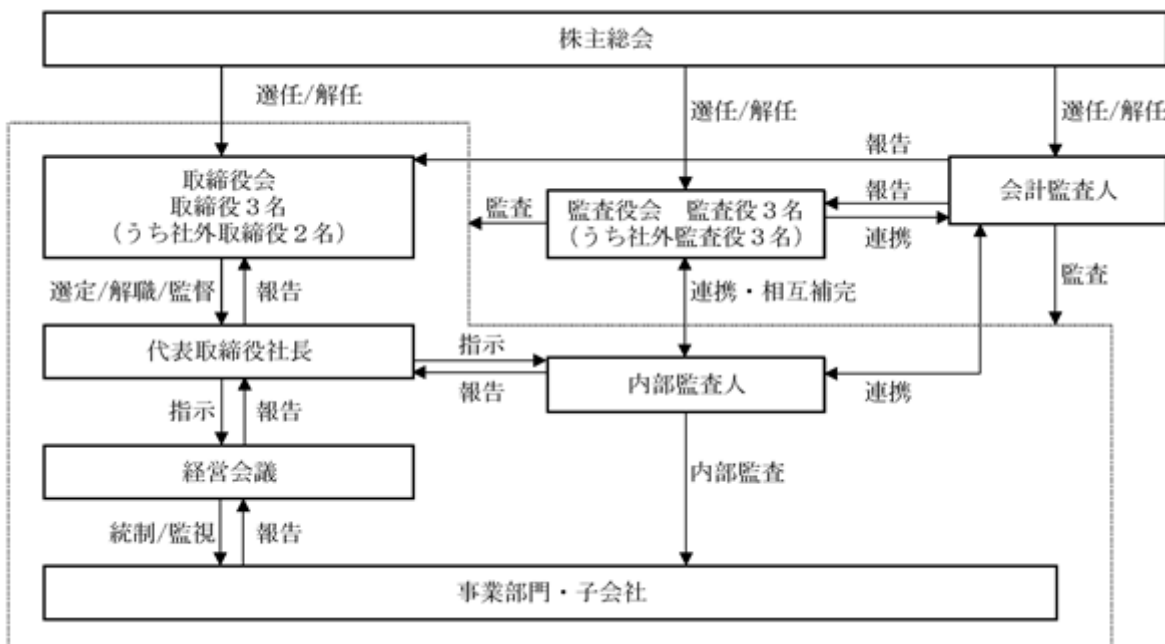 株主総会
選任/解任
選任/解任
選任/解任
報告
取締役会
取締役３名
（うち社外取締役２名）
監査
監査役会　監査役３名
（うち社外監査役３名）
報告
連携
会計監査人
監査
選定/解職/監督
報告
連携・相互補完
代表取締役社長
指示
報告
内部監査人
連携
指示
報告
経営会議
内部監査
統制/監視
報告
事業部門・子会社